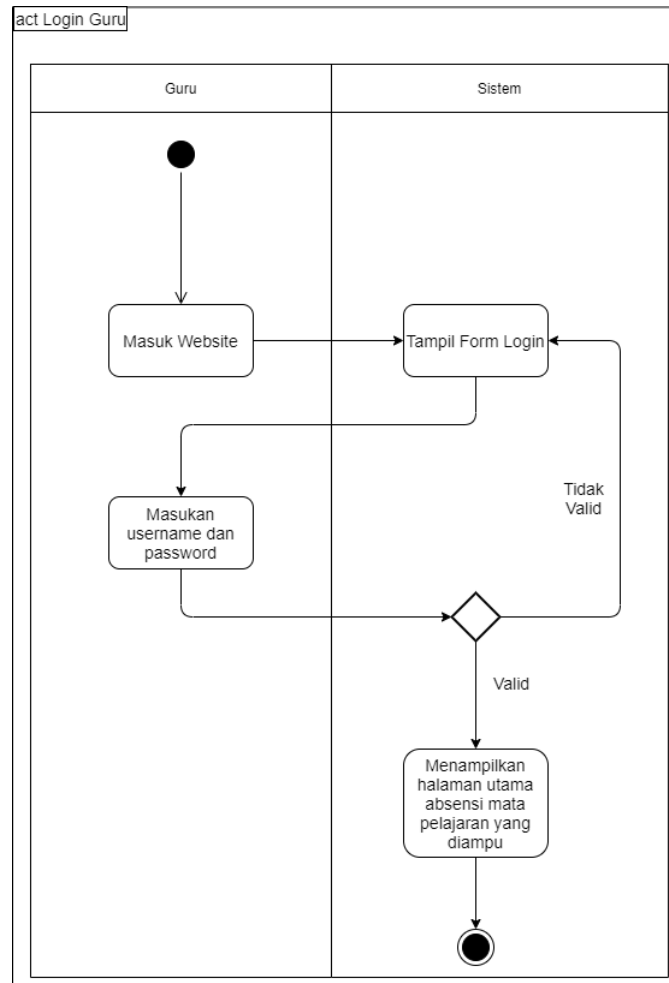 act Login Guru
Guru
Sistem
Masuk Website
Tampil Form Login
Masukan
username dan
password
Tidak
Valid
Valid
Menampilkan
halaman utama
absensi mata
pelajaran yang
diampu